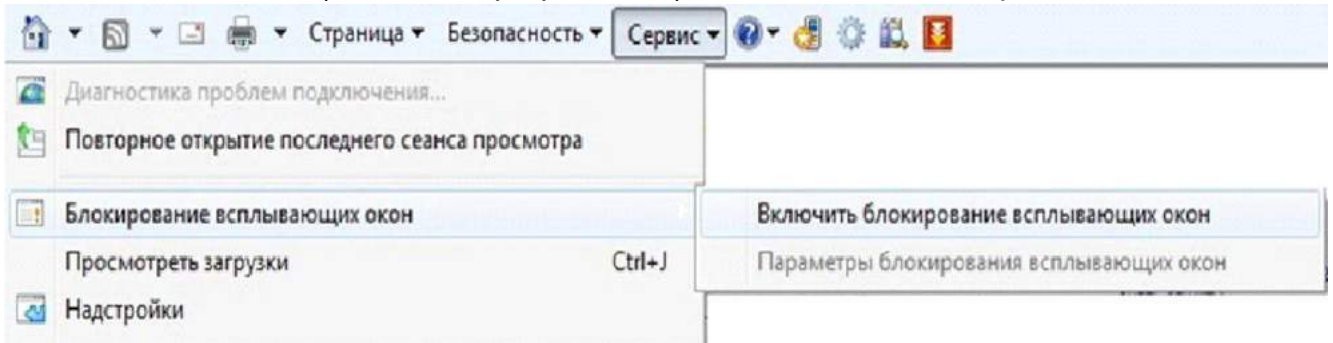 Страница Безопасность Сервис
Диагностика проблем подключения...
Повторное открытие последнего сеанса просмотра
Блокирование всплывающих окон
Включить блокирование всплывающих окон
Просмотреть загрузки Ctrl+J
Параметры блокирования всплывающих окон
Надстройки